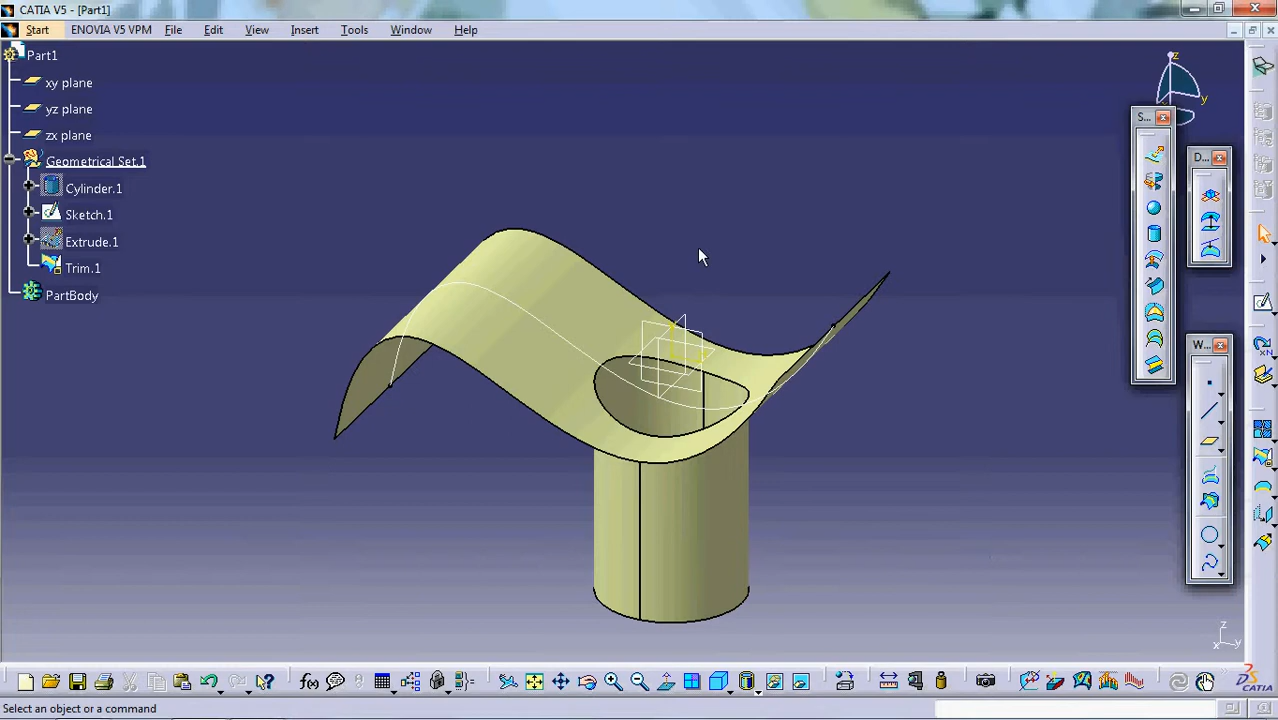 CATIA V5 - [Part1]
Start ENOVIA V5 VPM File Edit View Insert Tools Window Help
Part1
xy plane
yz plane
zx plane
Geometrical Set.1
Cylinder.1
Sketch.1
Extrude.1
Trim.1
PartBody
z
y
S...
D...
W...
z
x y
f(x)
Select an object or a command